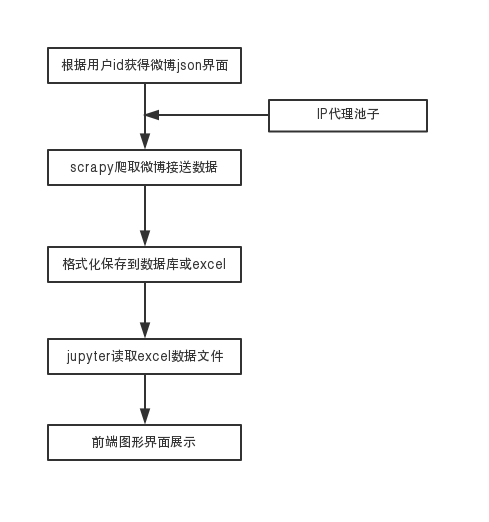 根据用户id获得微博json界面
IP代理池子
scrapy爬取微博接送数据
格式化保存到数据库或excel
jupyter读取excel数据文件
前端图形界面展示